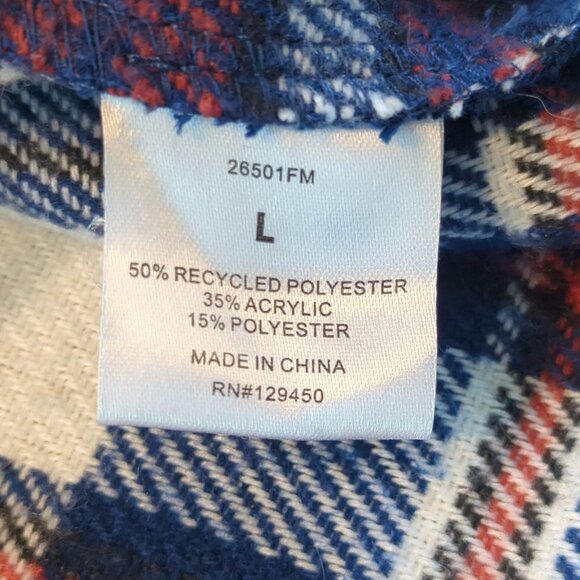 26501FM
L
50% RECYCLED POLYESTER
35% ACRYLIC
15% POLYESTER
MADE IN CHINA
RN#129450